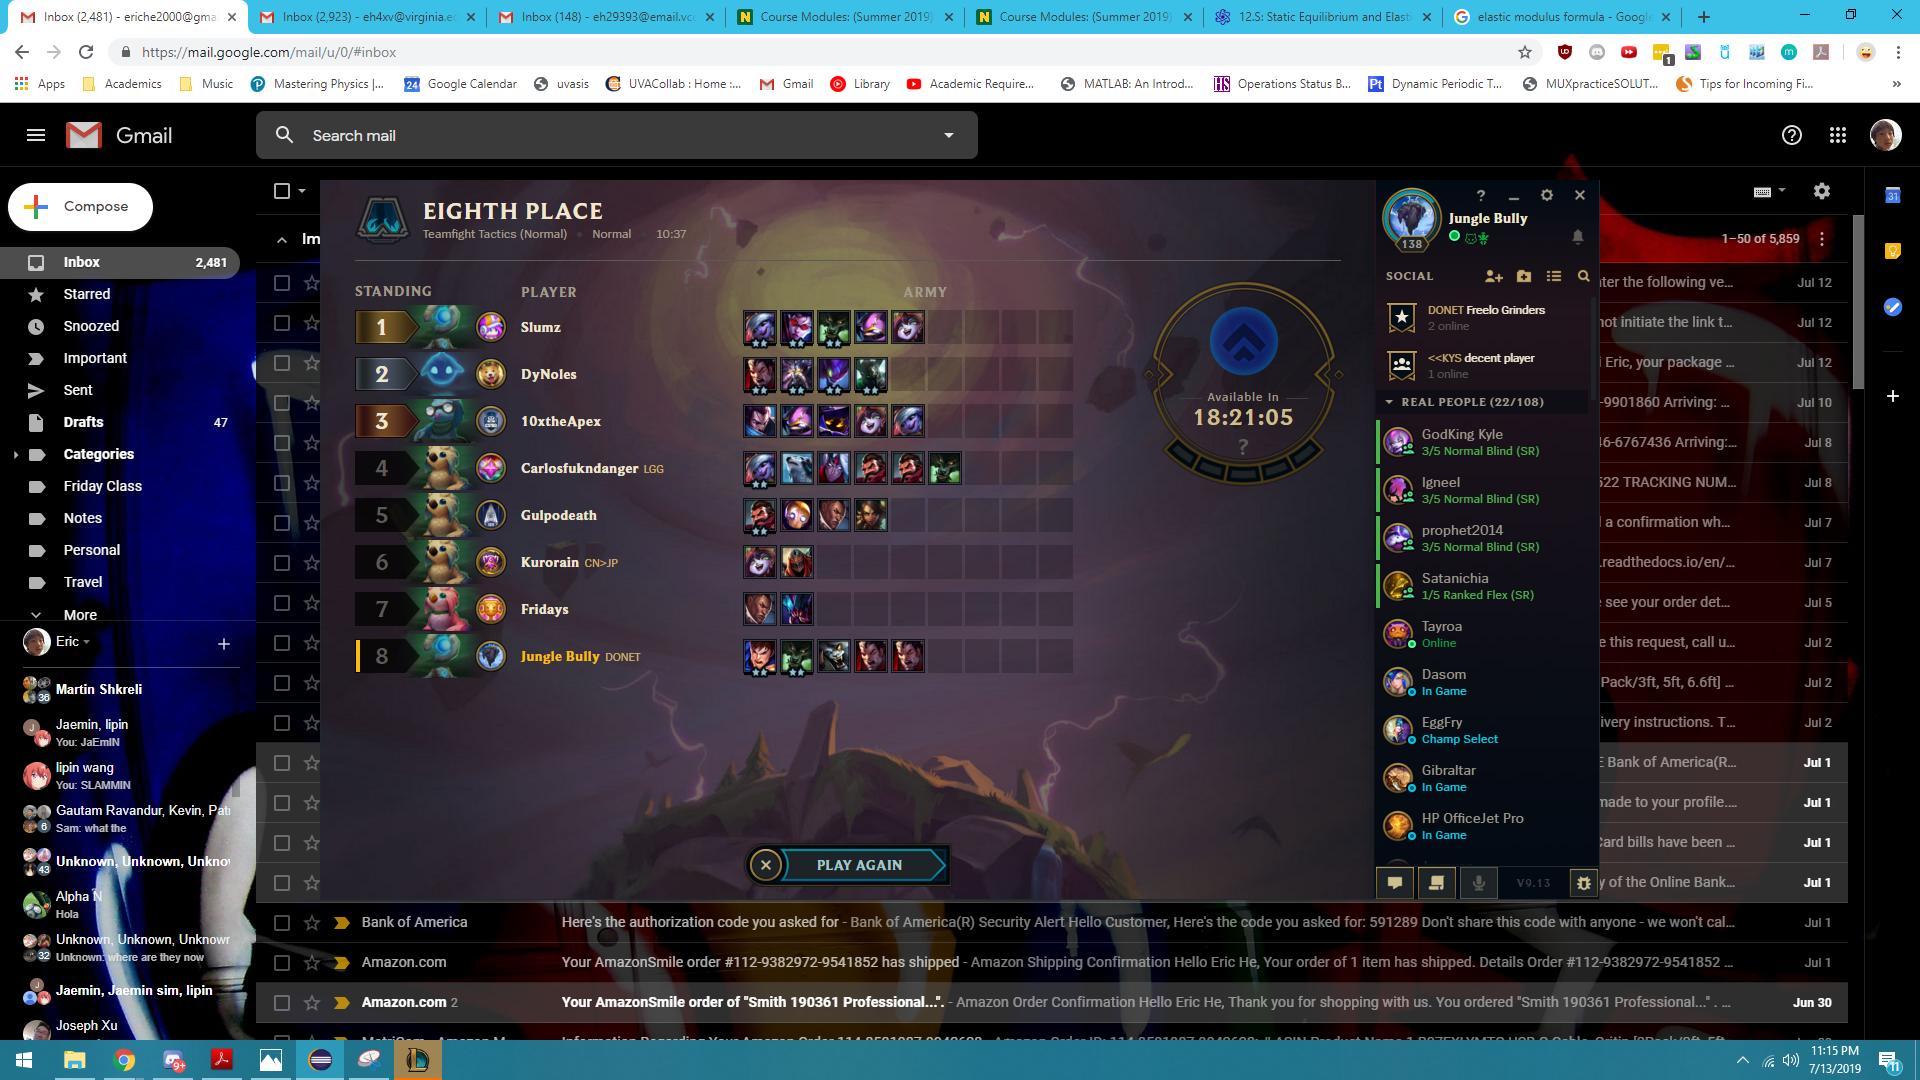 Inbox (2,481) - eriche2000@gma
Inbox (2,923) - eh4xv@virginia.ed
Inbox (148) - eh29393@email.vcc
Course Modules: (Summer 2019)
Course Modules: (Summer 2019)
12.S: Static Equilibrium and Elasti
elastic modulus formula - Google
https://mail.google.com/mail/u/0/#inbox
Apps
Academics
Music
Mastering Physics |...
Google Calendar
uvasis
UVACollab : Home :...
Gmail
Library
Academic Require...
MATLAB: An Introd...
Operations Status B...
Dynamic Periodic T...
MUXpracticeSOLUT...
Tips for Incoming Fi...
»
Gmail
Search mail
Compose
Inbox 2,481
Starred
Snoozed
Important
Sent
Drafts 47
Categories
Friday Class
Notes
Personal
Travel
More
Eric
Martin Shkreli
36
Jaemin, lipin
You: JaEmIN
lipin wang
You: SLAMMIN
Gautam Ravandur, Kevin, Pat
6 Sam: what the
Unknown, Unknown, Unknow
43
Alpha N
Hola
Unknown, Unknown, Unknown
32 Unknown: where are they now
Jaemin, Jaemin sim, lipin
Joseph Xu
Im
EIGHTH PLACE
Teamfight Tactics (Normal) • Normal • 10:37
STANDING PLAYER ARMY
1 Slumz
2 DyNoles
3 10xtheApex
4 Carlosfukndanger LGG
5 Gulpodeath
6 Kurorain CN>JP
7 Fridays
8 Jungle Bully DONET
Available In
18:21:05
?
PLAY AGAIN
Jungle Bully
138
SOCIAL
DONET Freelo Grinders
2 online
<<KYS decent player
1 online
REAL PEOPLE (22/108)
GodKing Kyle
3/5 Normal Blind (SR)
Igneel
3/5 Normal Blind (SR)
prophet2014
3/5 Normal Blind (SR)
Satanichia
1/5 Ranked Flex (SR)
Tayroa
Online
Dasom
In Game
EggFry
Champ Select
Gibraltar
In Game
HP OfficeJet Pro
In Game
V9.13
1–50 of 5,859
nter the following ve... Jul 12
not initiate the link t... Jul 12
i Eric, your package ... Jul 12
-9901860 Arriving: ... Jul 10
46-6767436 Arriving:... Jul 8
522 TRACKING NUM... Jul 8
d a confirmation wh... Jul 7
.readthedocs.io/en/... Jul 7
e see your order det... Jul 5
e this request, call u... Jul 2
Pack/3ft, 5ft, 6.6ft] ... Jul 2
ivery instructions. T... Jul 2
E Bank of America(R... Jul 1
made to your profile.... Jul 1
Card bills have been ... Jul 1
y of the Online Bank... Jul 1
Bank of America Here's the authorization code you asked for - Bank of America(R) Security Alert Hello Customer, Here's the code you asked for: 591289 Don't share this code with anyone - we won't cal... Jul 1
Amazon.com Your AmazonSmile order #112-9382972-9541852 has shipped - Amazon Shipping Confirmation Hello Eric He, Your order of 1 item has shipped. Details Order #112-9382972-9541852 ... Jul 1
Amazon.com 2 Your AmazonSmile order of "Smith 190361 Professional...". - Amazon Order Confirmation Hello Eric He, Thank you for shopping with us. You ordered "Smith 190361 Professional..." . ... Jun 30
11:15 PM
7/13/2019